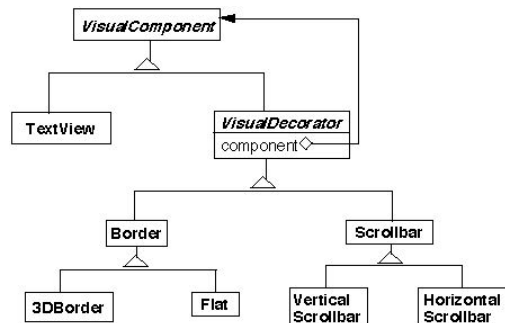 VisualComponent
TextView
VisualDecorator
component
Border
Scrollbar
3DBorder
Flat
Vertical
Scrollbar
Horizontal
Scrollbar